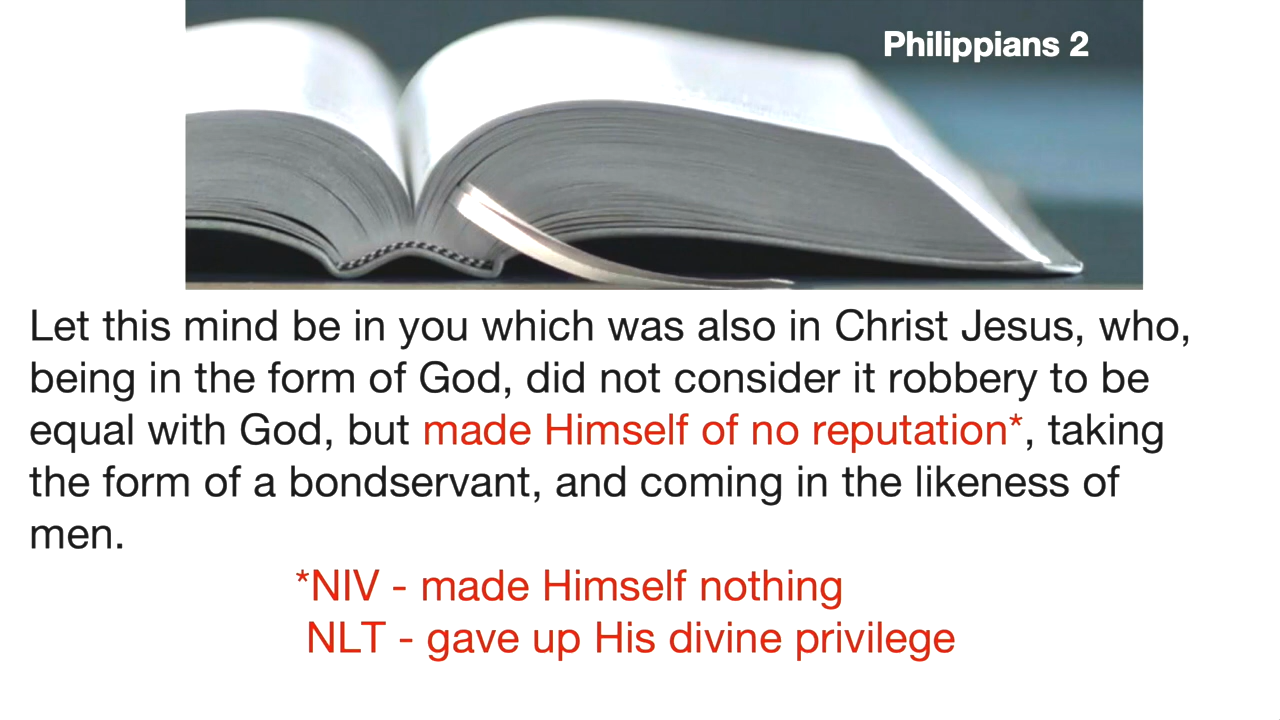 Philippians 2
Let this mind be in you which was also in Christ Jesus, who,
being in the form of God, did not consider it robbery to be
equal with God, but made Himself of no reputation*, taking
the form of a bondservant, and coming in the likeness of
men.
*NIV - made Himself nothing
NLT - gave up His divine privilege